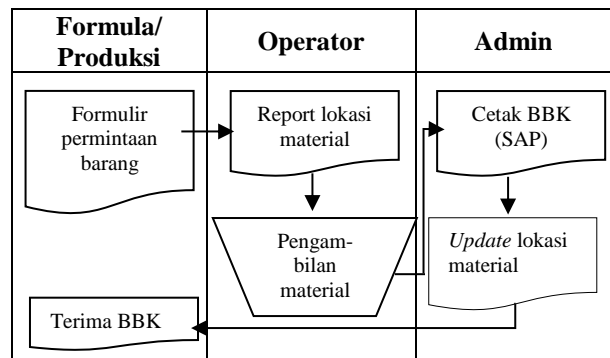 Formula/
Produksi
Operator
Admin
Formulir
permintaan
barang
Report lokasi
material
Cetak BBK
(SAP)
Pengam-
bilan
material
Update lokasi
material
Terima BBK